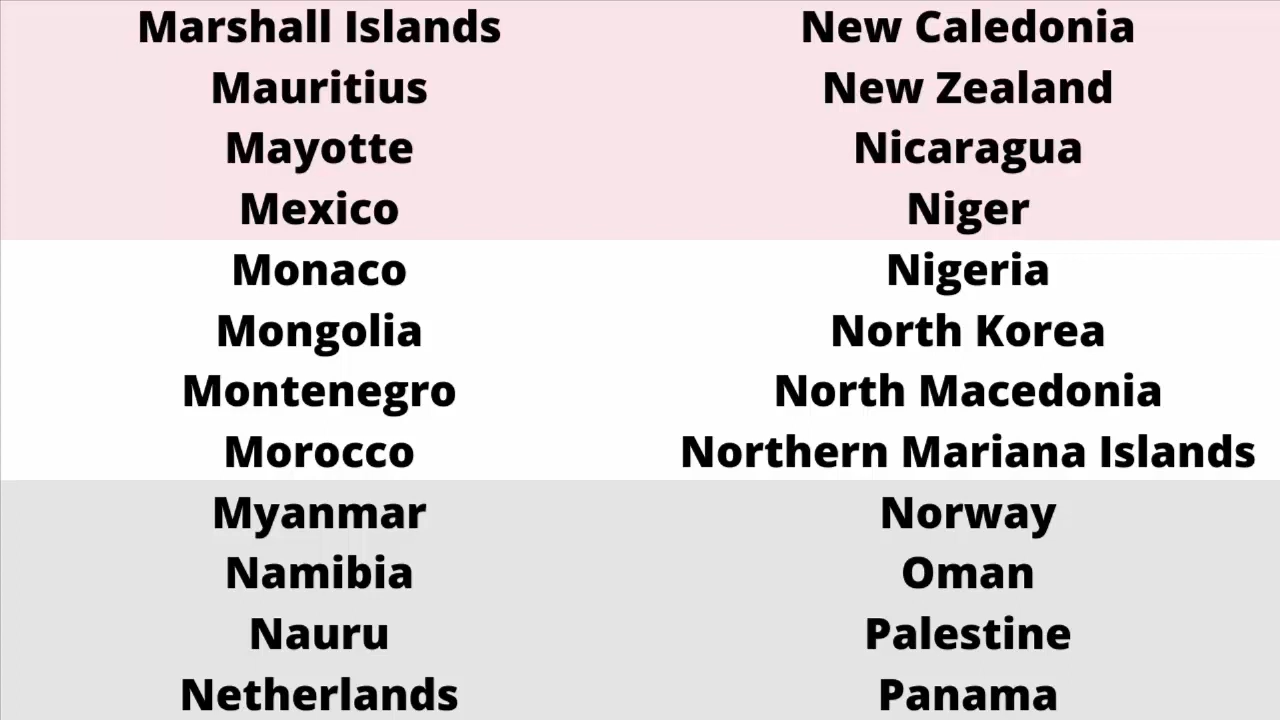 Marshall Islands
Mauritius
Mayotte
Mexico
Monaco
Mongolia
Montenegro
Morocco
Myanmar
Namibia
Nauru
Netherlands
New Caledonia
New Zealand
Nicaragua
Niger
Nigeria
North Korea
North Macedonia
Northern Mariana Islands
Norway
Oman
Palestine
Panama